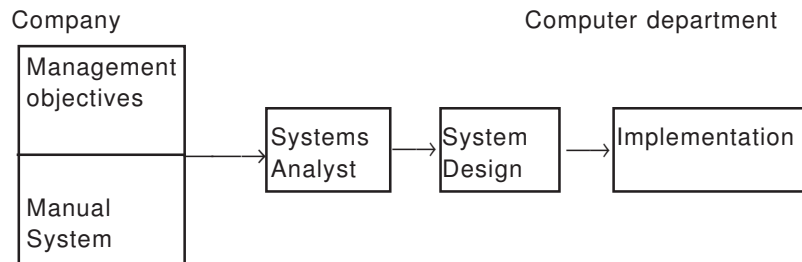 Company
Computer department
Management
objectives
Systems
Analyst
System
Design
Implementation
Manual
System